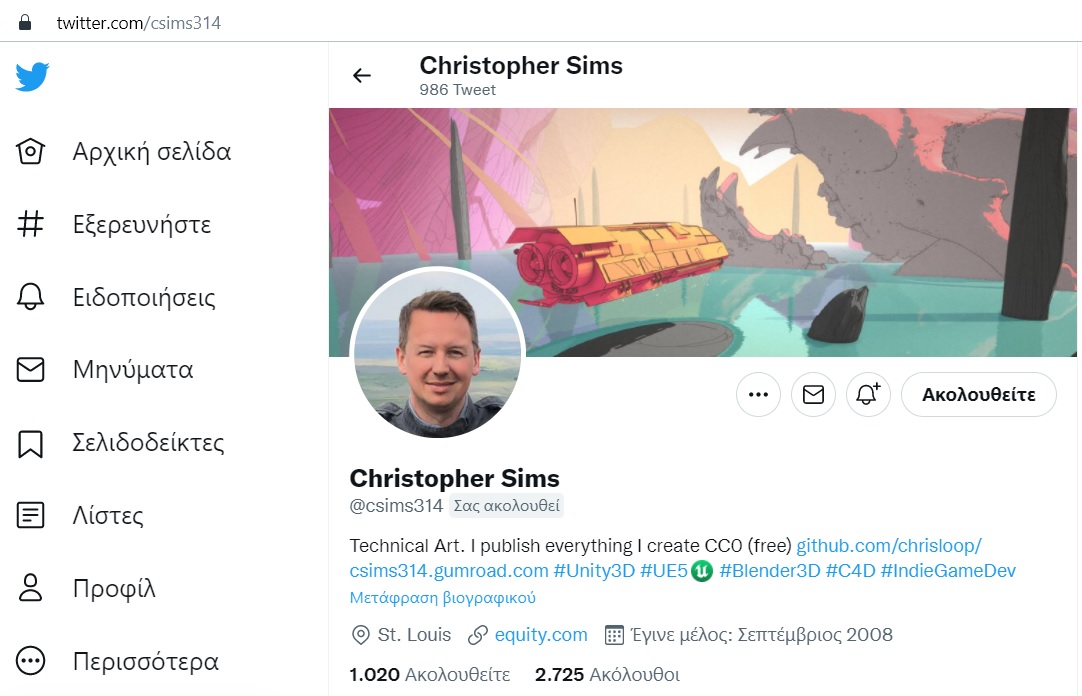 twitter.com/csims314
Christopher Sims
986 Tweet
Αρχική σελίδα
Εξερευνήστε
Ειδοποιήσεις
Μηνύματα
Σελιδοδείκτες
Λίστες
Προφίλ
Περισσότερα
Ακολουθείτε
Christopher Sims
@csims314 Σας ακολουθεί
Technical Art. I publish everything I create CC0 (free) github.com/chrisloop/
csims314.gumroad.com #Unity3D #UE5 #Blender3D #C4D #IndieGameDev
Μετάφραση βιογραφικού
St. Louis equity.com Έγινε μέλος: Σεπτέμβριος 2008
1.020 Ακολουθείτε 2.725 Ακόλουθοι